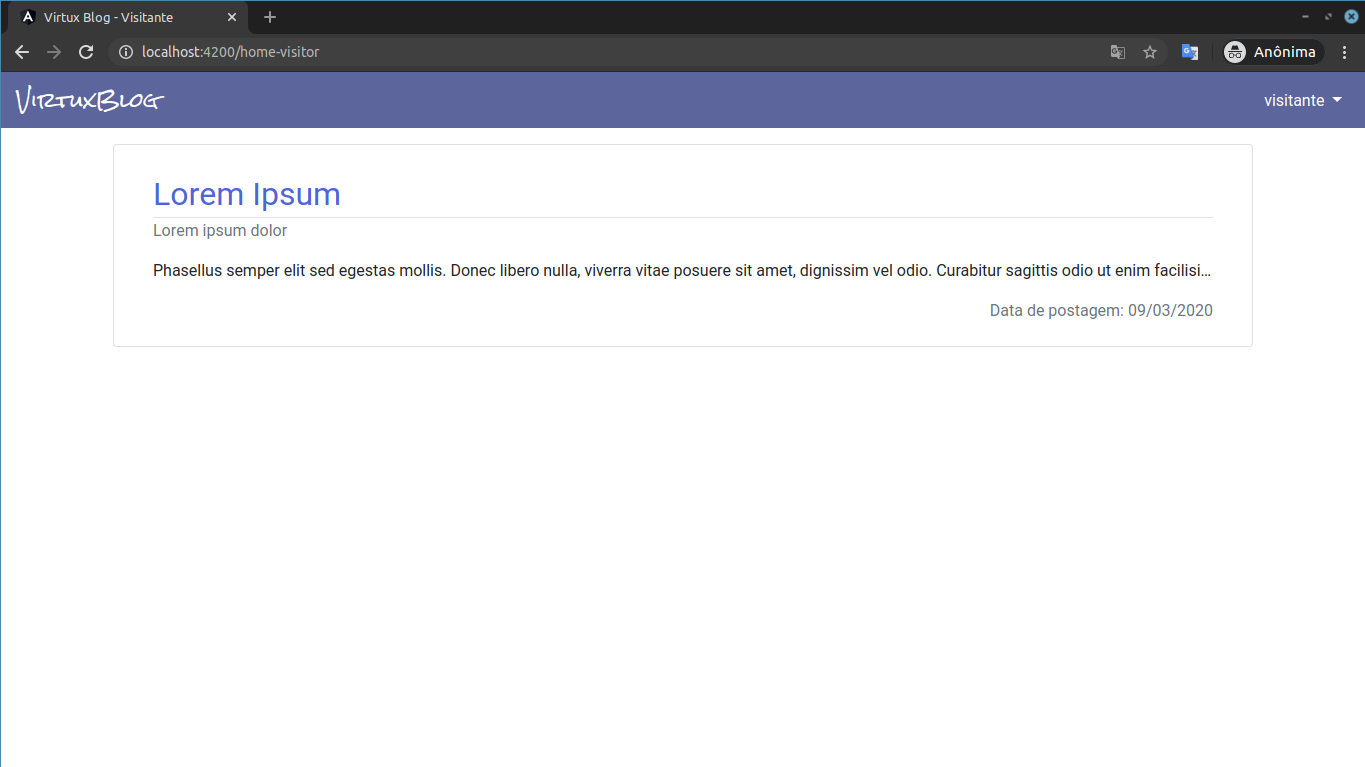 Virtux Blog - Visitante
localhost:4200/home-visitor
Anônima
VirtuxBlog
visitante
Lorem Ipsum
Lorem ipsum dolor
Phasellus semper elit sed egestas mollis. Donec libero nulla, viverra vitae posuere sit amet, dignissim vel odio. Curabitur sagittis odio ut enim facilisi...
Data de postagem: 09/03/2020